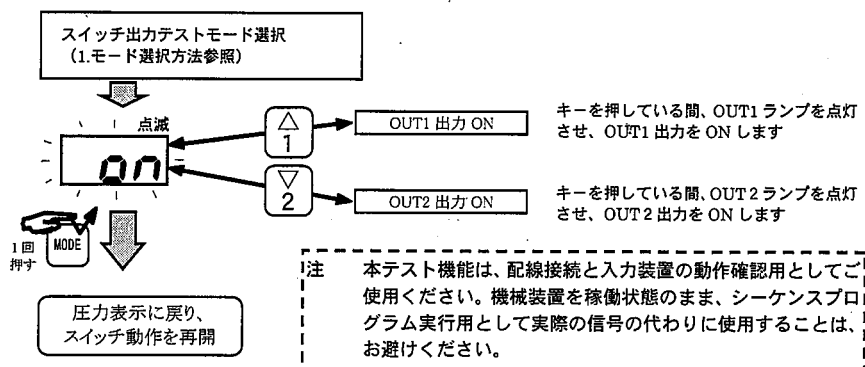 スイッチ出力テストモード選択
(1.モード選択方法参照)
点滅
on
△
1
OUT1 出力 ON
キーを押している間、OUT1 ランプを点灯
させ、OUT1 出力を ON します
▽
2
OUT2 出力 ON
キーを押している間、OUT2 ランプを点灯
させ、OUT2 出力を ON します
1回
押す
MODE
圧力表示に戻り、
スイッチ動作を再開
注 本テスト機能は、配線接続と入力装置の動作確認用としてご
使用ください。機械装置を稼働状態のまま、シーケンスプロ
グラム実行用として実際の信号の代わりに使用することは、
お避けください。